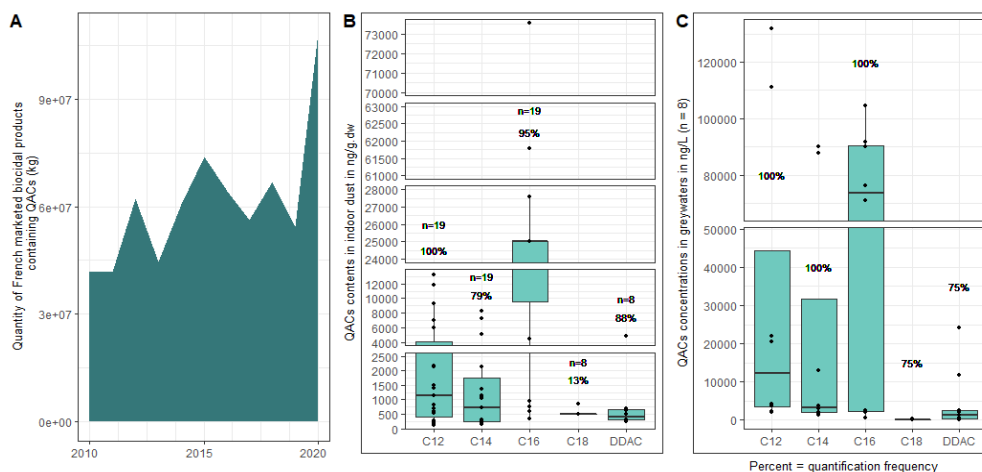 A
Quantity of French marketed biocidal products
containing QACs (kg)
9e+07
6e+07
3e+07
0e+00
2010
2015
2020
B
QACs contents in indoor dust in ng/g.dw
73000
72000
71000
70000
63000
62500
62000
61500
61000
28000
26000
25000
24000
12000
10000
8000
6000
4000
2500
2000
1500
1000
500
0
n=19
100%
n=19
79%
n=19
95%
n=8
13%
n=8
88%
C12
C14
C16
C18
DDAC
C
QACs concentrations in greywaters in ng/L (n = 8)
120000
100000
80000
50000
40000
30000
20000
10000
0
100%
100%
100%
75%
75%
C12
C14
C16
C18
DDAC
Percent = quantification frequency